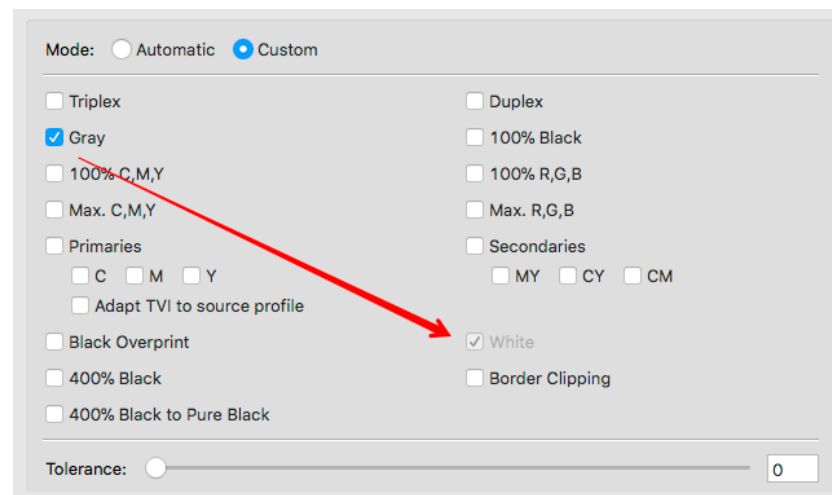 Mode: Automatic Custom
Triplex Duplex
Gray 100% Black
100% C,M,Y 100% R,G,B
Max. C,M,Y Max. R,G,B
Primaries Secondaries
C M Y MY CY CM
Adapt TVI to source profile
Black Overprint White
400% Black Border Clipping
400% Black to Pure Black
Tolerance: 0